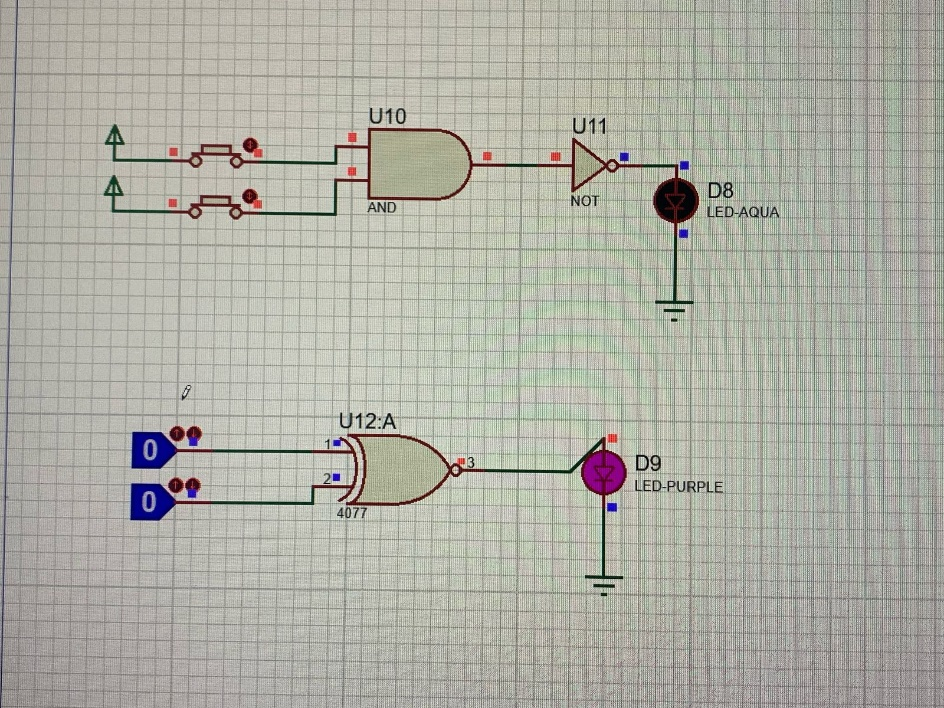 U10
AND
U11
NOT
D8
LED-AQUA
0
0
U12:A
1
2
3
4077
D9
LED-PURPLE